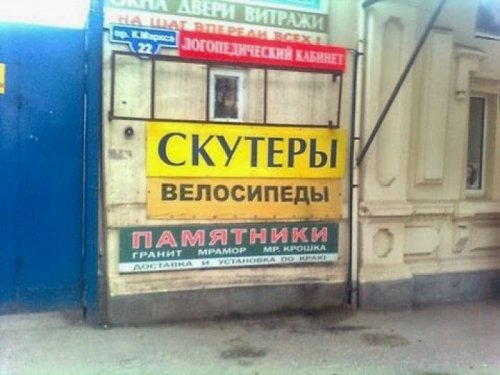 ОКНА ДВЕРИ ВИТРАЖИ
НА ШАГ ВПЕРЕДИ ВСЕХ!
пр. К.Маркса
22
ЛОГОПЕДИЧЕСКИЙ КАБИНЕТ
СКУТЕРЫ
ВЕЛОСИПЕДЫ
ПАМЯТНИКИ
ГРАНИТ МРАМОР МР. КРОШКА
ДОСТАВКА И УСТАНОВКА ПО КРАЮ